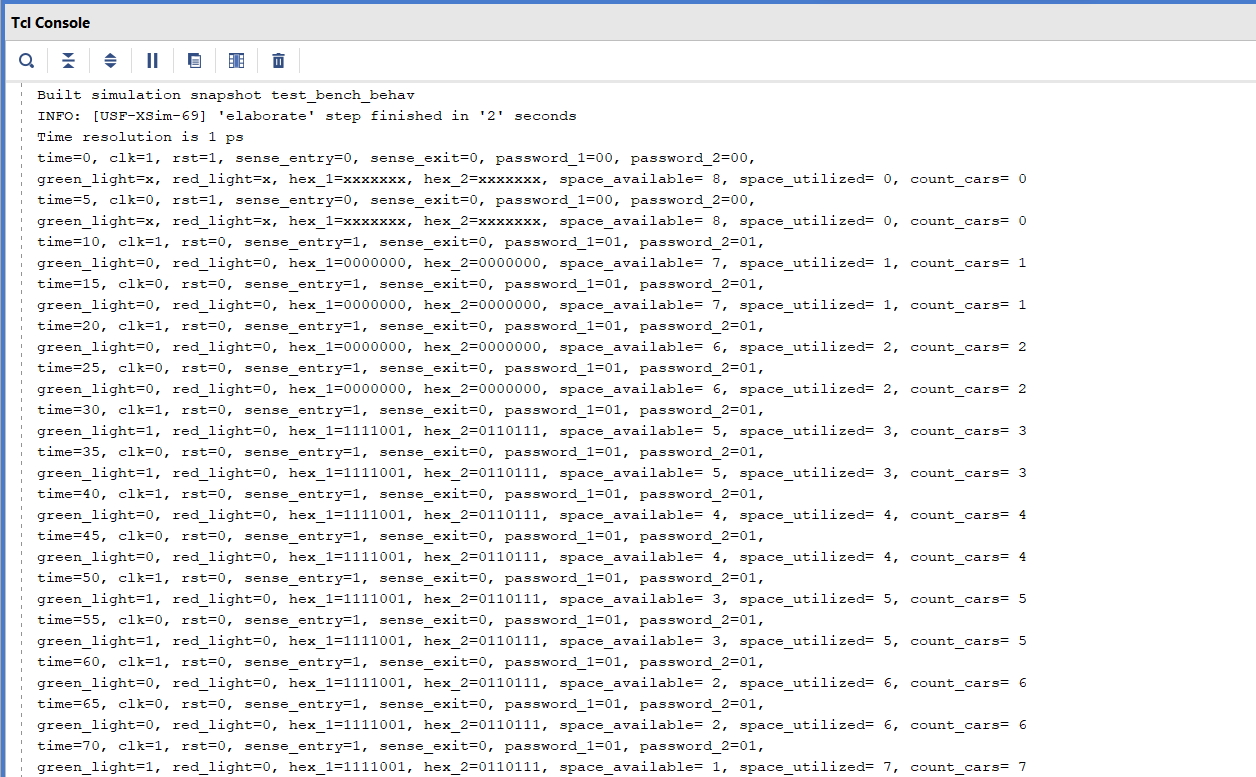 Tcl Console
Built simulation snapshot test_bench_behav
INFO: [USF-XSim-69] 'elaborate' step finished in '2' seconds
Time resolution is 1 ps
time=0, clk=1, rst=1, sense_entry=0, sense_exit=0, password_1=00, password_2=00,
green_light=x, red_light=x, hex_1=xxxxxxx, hex_2=xxxxxxx, space_available= 8, space_utilized= 0, count_cars= 0
time=5, clk=0, rst=1, sense_entry=0, sense_exit=0, password_1=00, password_2=00,
green_light=x, red_light=x, hex_1=xxxxxxx, hex_2=xxxxxxx, space_available= 8, space_utilized= 0, count_cars= 0
time=10, clk=1, rst=0, sense_entry=1, sense_exit=0, password_1=01, password_2=01,
green_light=0, red_light=0, hex_1=0000000, hex_2=0000000, space_available= 7, space_utilized= 1, count_cars= 1
time=15, clk=0, rst=0, sense_entry=1, sense_exit=0, password_1=01, password_2=01,
green_light=0, red_light=0, hex_1=0000000, hex_2=0000000, space_available= 7, space_utilized= 1, count_cars= 1
time=20, clk=1, rst=0, sense_entry=1, sense_exit=0, password_1=01, password_2=01,
green_light=0, red_light=0, hex_1=0000000, hex_2=0000000, space_available= 6, space_utilized= 2, count_cars= 2
time=25, clk=0, rst=0, sense_entry=1, sense_exit=0, password_1=01, password_2=01,
green_light=0, red_light=0, hex_1=0000000, hex_2=0000000, space_available= 6, space_utilized= 2, count_cars= 2
time=30, clk=1, rst=0, sense_entry=1, sense_exit=0, password_1=01, password_2=01,
green_light=1, red_light=0, hex_1=1111001, hex_2=0110111, space_available= 5, space_utilized= 3, count_cars= 3
time=35, clk=0, rst=0, sense_entry=1, sense_exit=0, password_1=01, password_2=01,
green_light=1, red_light=0, hex_1=1111001, hex_2=0110111, space_available= 5, space_utilized= 3, count_cars= 3
time=40, clk=1, rst=0, sense_entry=1, sense_exit=0, password_1=01, password_2=01,
green_light=0, red_light=0, hex_1=1111001, hex_2=0110111, space_available= 4, space_utilized= 4, count_cars= 4
time=45, clk=0, rst=0, sense_entry=1, sense_exit=0, password_1=01, password_2=01,
green_light=0, red_light=0, hex_1=1111001, hex_2=0110111, space_available= 4, space_utilized= 4, count_cars= 4
time=50, clk=1, rst=0, sense_entry=1, sense_exit=0, password_1=01, password_2=01,
green_light=1, red_light=0, hex_1=1111001, hex_2=0110111, space_available= 3, space_utilized= 5, count_cars= 5
time=55, clk=0, rst=0, sense_entry=1, sense_exit=0, password_1=01, password_2=01,
green_light=1, red_light=0, hex_1=1111001, hex_2=0110111, space_available= 3, space_utilized= 5, count_cars= 5
time=60, clk=1, rst=0, sense_entry=1, sense_exit=0, password_1=01, password_2=01,
green_light=0, red_light=0, hex_1=1111001, hex_2=0110111, space_available= 2, space_utilized= 6, count_cars= 6
time=65, clk=0, rst=0, sense_entry=1, sense_exit=0, password_1=01, password_2=01,
green_light=0, red_light=0, hex_1=1111001, hex_2=0110111, space_available= 2, space_utilized= 6, count_cars= 6
time=70, clk=1, rst=0, sense_entry=1, sense_exit=0, password_1=01, password_2=01,
green_light=1, red_light=0, hex_1=1111001, hex_2=0110111, space_available= 1, space_utilized= 7, count_cars= 7